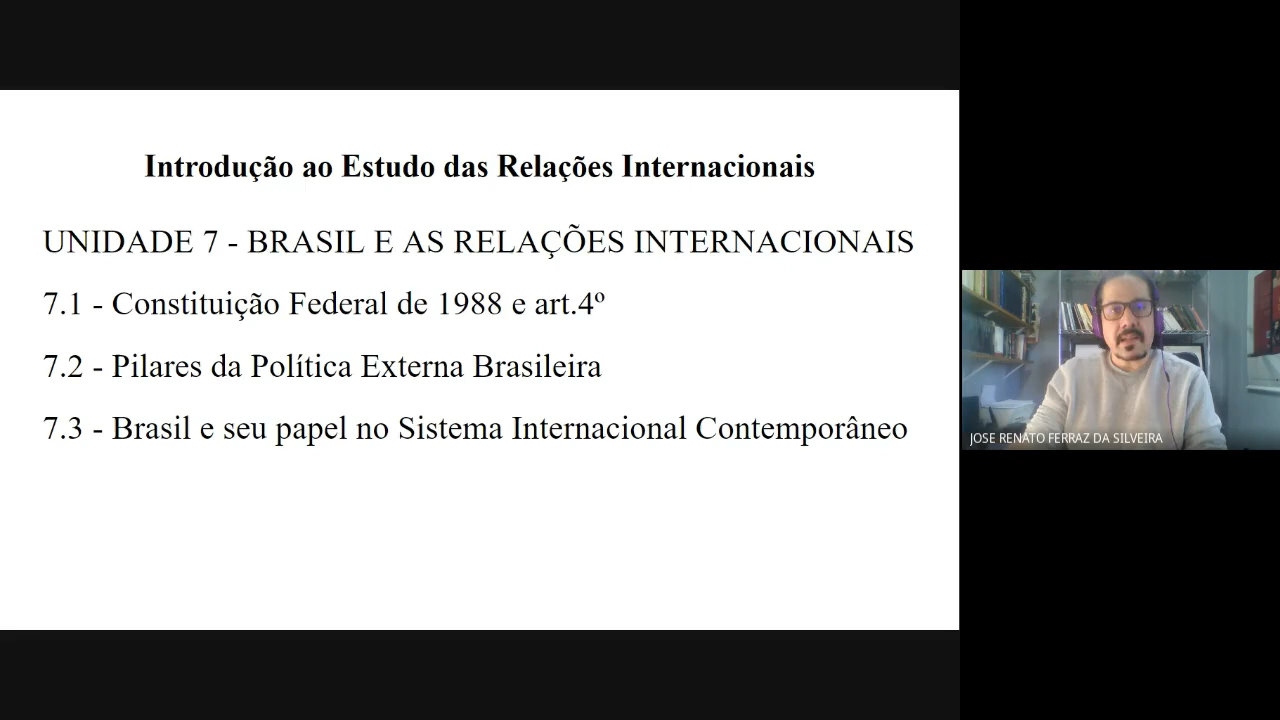 Introdução ao Estudo das Relações Internacionais
UNIDADE 7 - BRASIL E AS RELAÇÕES INTERNACIONAIS
7.1 - Constituição Federal de 1988 e art.4º
7.2 - Pilares da Política Externa Brasileira
7.3 - Brasil e seu papel no Sistema Internacional Contemporâneo
JOSE RENATO FERRAZ DA SILVEIRA